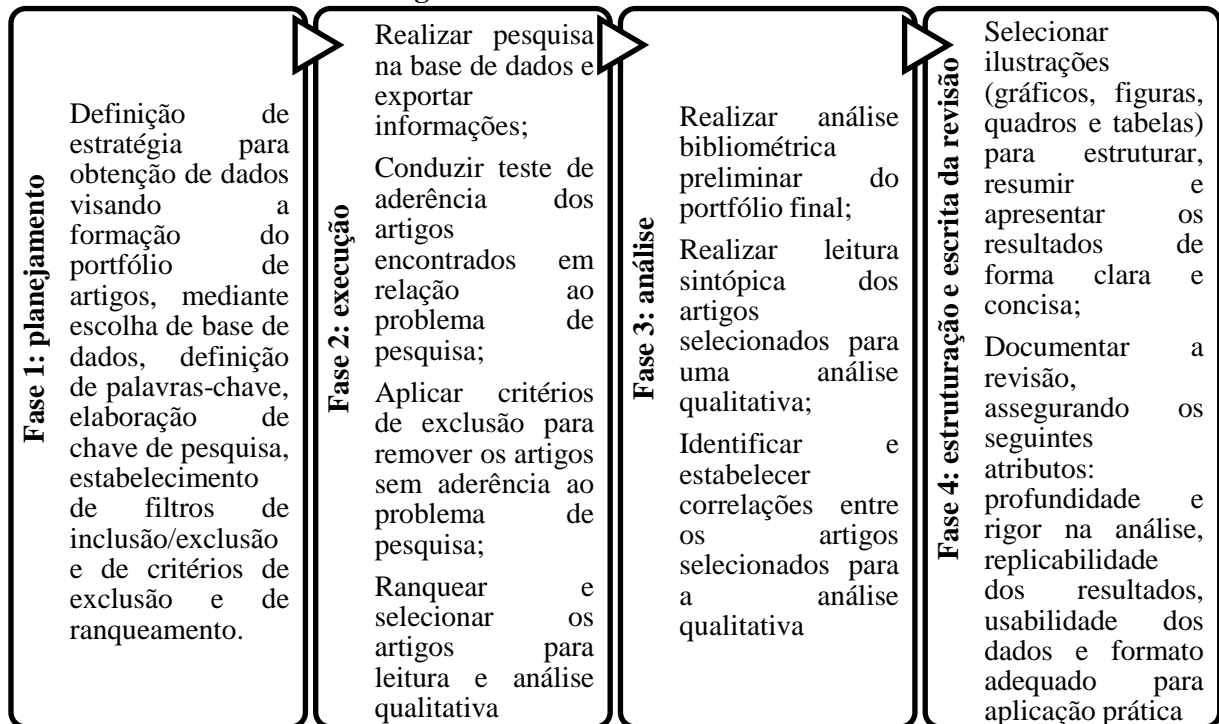 Fase 1: planejamento
Definição de
estratégia para
obtenção de dados
visando a
formação do
portfólio de
artigos, mediante
escolha de base de
dados, definição
de palavras-chave,
elaboração de
chave de pesquisa,
estabelecimento
de filtros de
inclusão/exclusão
e de critérios de
exclusão e de
ranqueamento.
Fase 2: execução
Realizar pesquisa
na base de dados e
exportar
informações;
Conduzir teste de
aderência dos
artigos
encontrados em
relação ao
problema de
pesquisa;
Aplicar critérios
de exclusão para
remover os artigos
sem aderência ao
problema de
pesquisa;
Ranquear e
selecionar os
artigos para
leitura e análise
qualitativa
Fase 3: análise
Realizar análise
bibliométrica
preliminar do
portfólio final;
Realizar leitura
sintópica dos
artigos
selecionados para
uma análise
qualitativa;
Identificar e
estabelecer
correlações entre
os artigos
selecionados para
a análise
qualitativa
Fase 4: estruturação e escrita da revisão
Selecionar
ilustrações
(gráficos, figuras,
quadros e tabelas)
para estruturar,
resumir e
apresentar os
resultados de
forma clara e
concisa;
Documentar a
revisão,
assegurando os
seguintes
atributos:
profundidade e
rigor na análise,
replicabilidade
dos resultados,
usabilidade dos
dados e formato
adequado para
aplicação prática